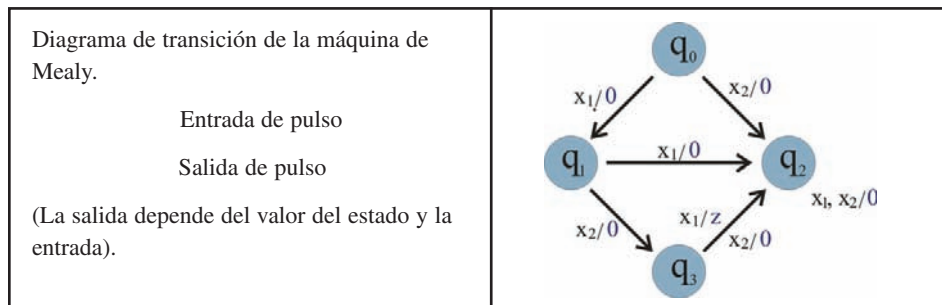 Diagrama de transición de la máquina de
Mealy.
Entrada de pulso
Salida de pulso
(La salida depende del valor del estado y la
entrada).
q₀
x₁/0
x₂/0
q₁
x₁/0
q₂
x₁, x₂/0
x₂/0
x₁/z
x₂/0
q₃